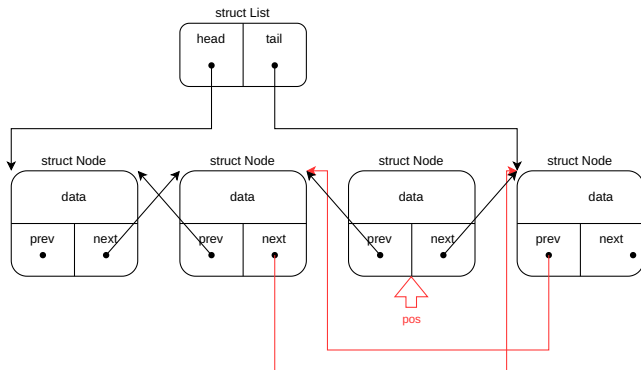 struct List
head tail
struct Node struct Node struct Node struct Node
data data data data
prev next prev next prev next prev next
pos